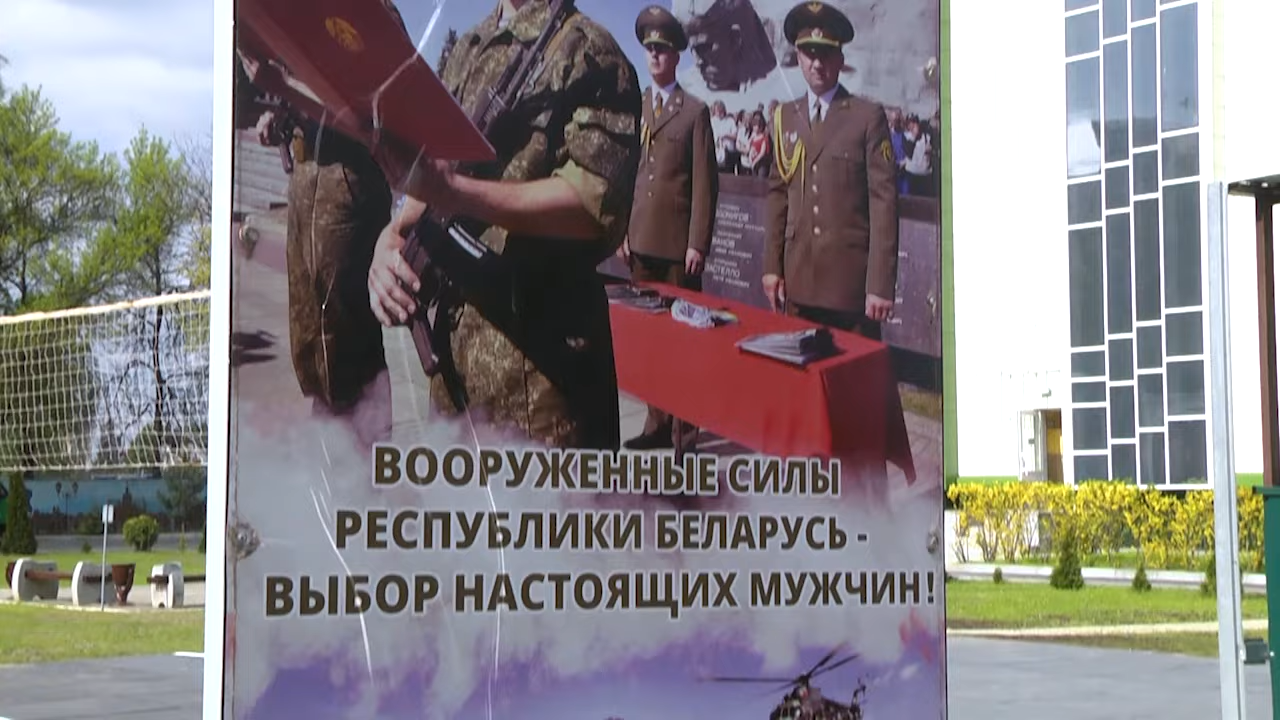 ВООРУЖЕННЫЕ СИЛЫ
РЕСПУБЛИКИ БЕЛАРУСЬ -
ВЫБОР НАСТОЯЩИХ МУЖЧИН!